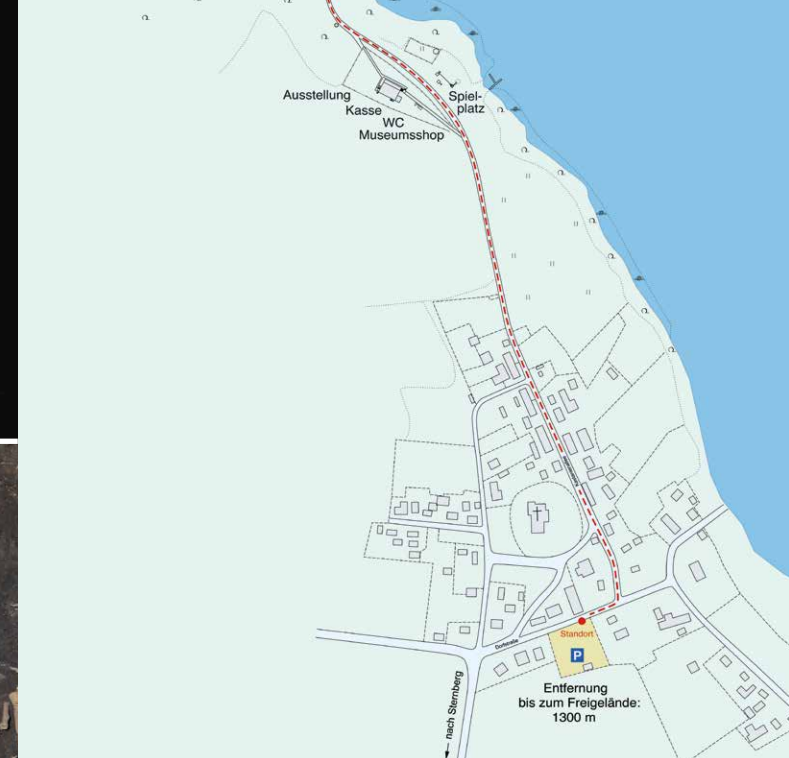 Ausstellung
Kasse
WC
Museumsshop
Spiel-
platz
Dorfstraße
Standort
P
Entfernung
bis zum Freigelände:
1300 m
nach Sternberg